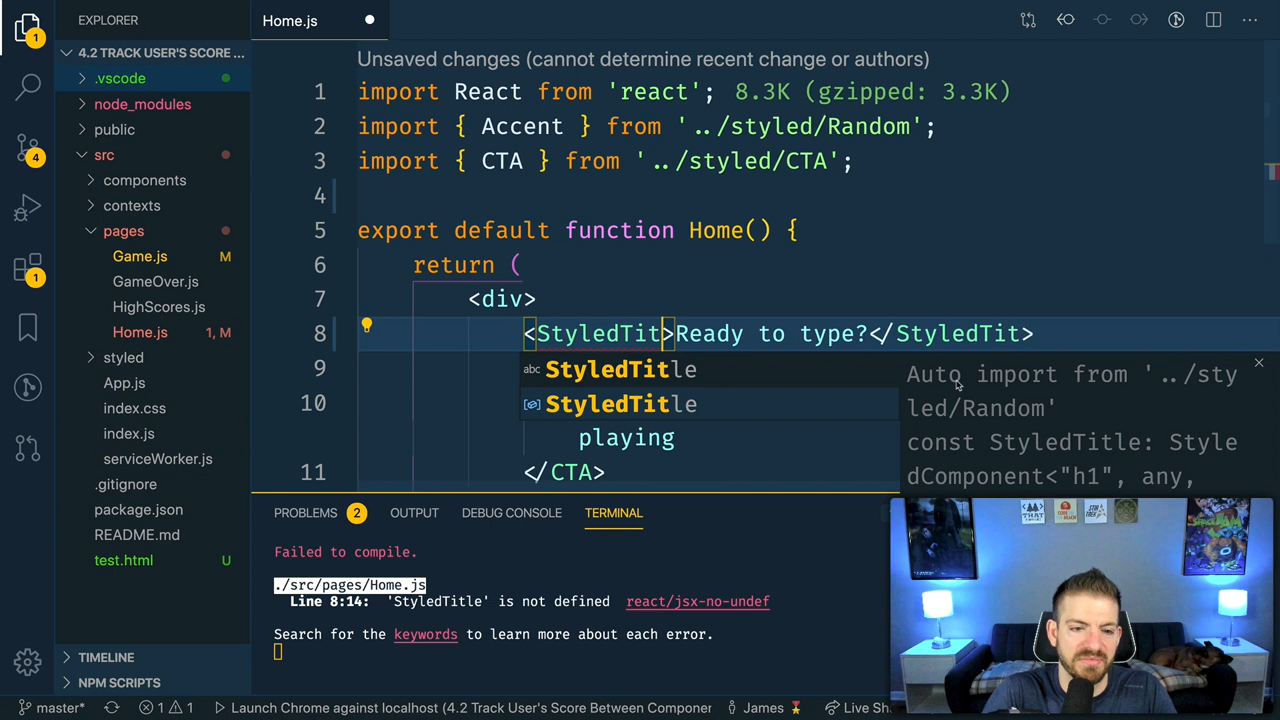 EXPLORER
Home.js
4.2 TRACK USER'S SCORE ...
.vscode
node_modules
public
src
components
contexts
pages
Game.js M
GameOver.js
HighScores.js
Home.js 1, M
styled
App.js
index.css
index.js
serviceWorker.js
.gitignore
package.json
README.md
test.html U
TIMELINE
NPM SCRIPTS
1
4
1
Unsaved changes (cannot determine recent change or authors)
1 import React from 'react'; 8.3K (gzipped: 3.3K)
2 import { Accent } from '../styled/Random';
3 import { CTA } from '../styled/CTA';
4
5 export default function Home() {
6 return (
7 <div>
8 <StyledTit>Ready to type?</StyledTit>
9 abc StyledTitle
10 StyledTitle
playing
11 </CTA>
Auto import from '../sty
led/Random'
const StyledTitle: Style
dComponent<"h1", any,
PROBLEMS 2 OUTPUT DEBUG CONSOLE TERMINAL
Failed to compile.
./src/pages/Home.js
Line 8:14: 'StyledTitle' is not defined react/jsx-no-undef
Search for the keywords to learn more about each error.
master* 1 1 Launch Chrome against localhost (4.2 Track User's Score Between Componer James Live Sh